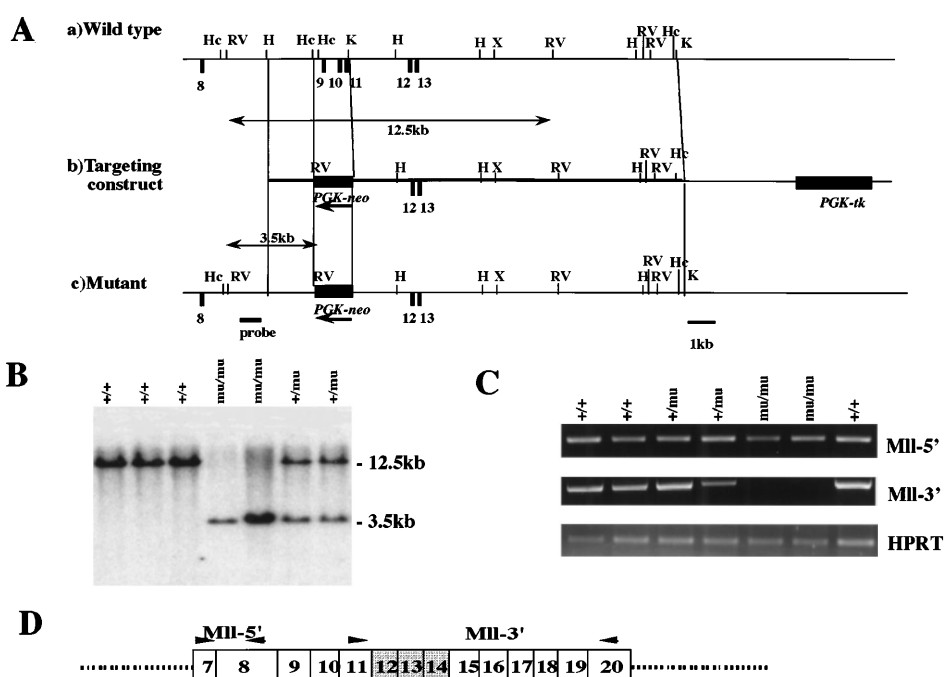 A
a)Wild type
Hc RV H Hc Hc K H H X RV H RV RV Hc K
8 9 10 11 12 13
12.5kb
b)Targeting construct
RV H H X RV H RV RV Hc
PGK-neo 12 13 PGK-tk
3.5kb
c)Mutant
Hc RV RV H H X RV H RV RV Hc K
8 PGK-neo 12 13
probe 1kb
B
+/+ +/+ +/+ mu/mu mu/mu +/mu +/mu
- 12.5kb
- 3.5kb
C
+/+ +/+ +/mu +/mu mu/mu mu/mu +/+
Mll-5'
Mll-3'
HPRT
D
Mll-5' Mll-3'
7 8 9 10 11 12 13 14 15 16 17 18 19 20